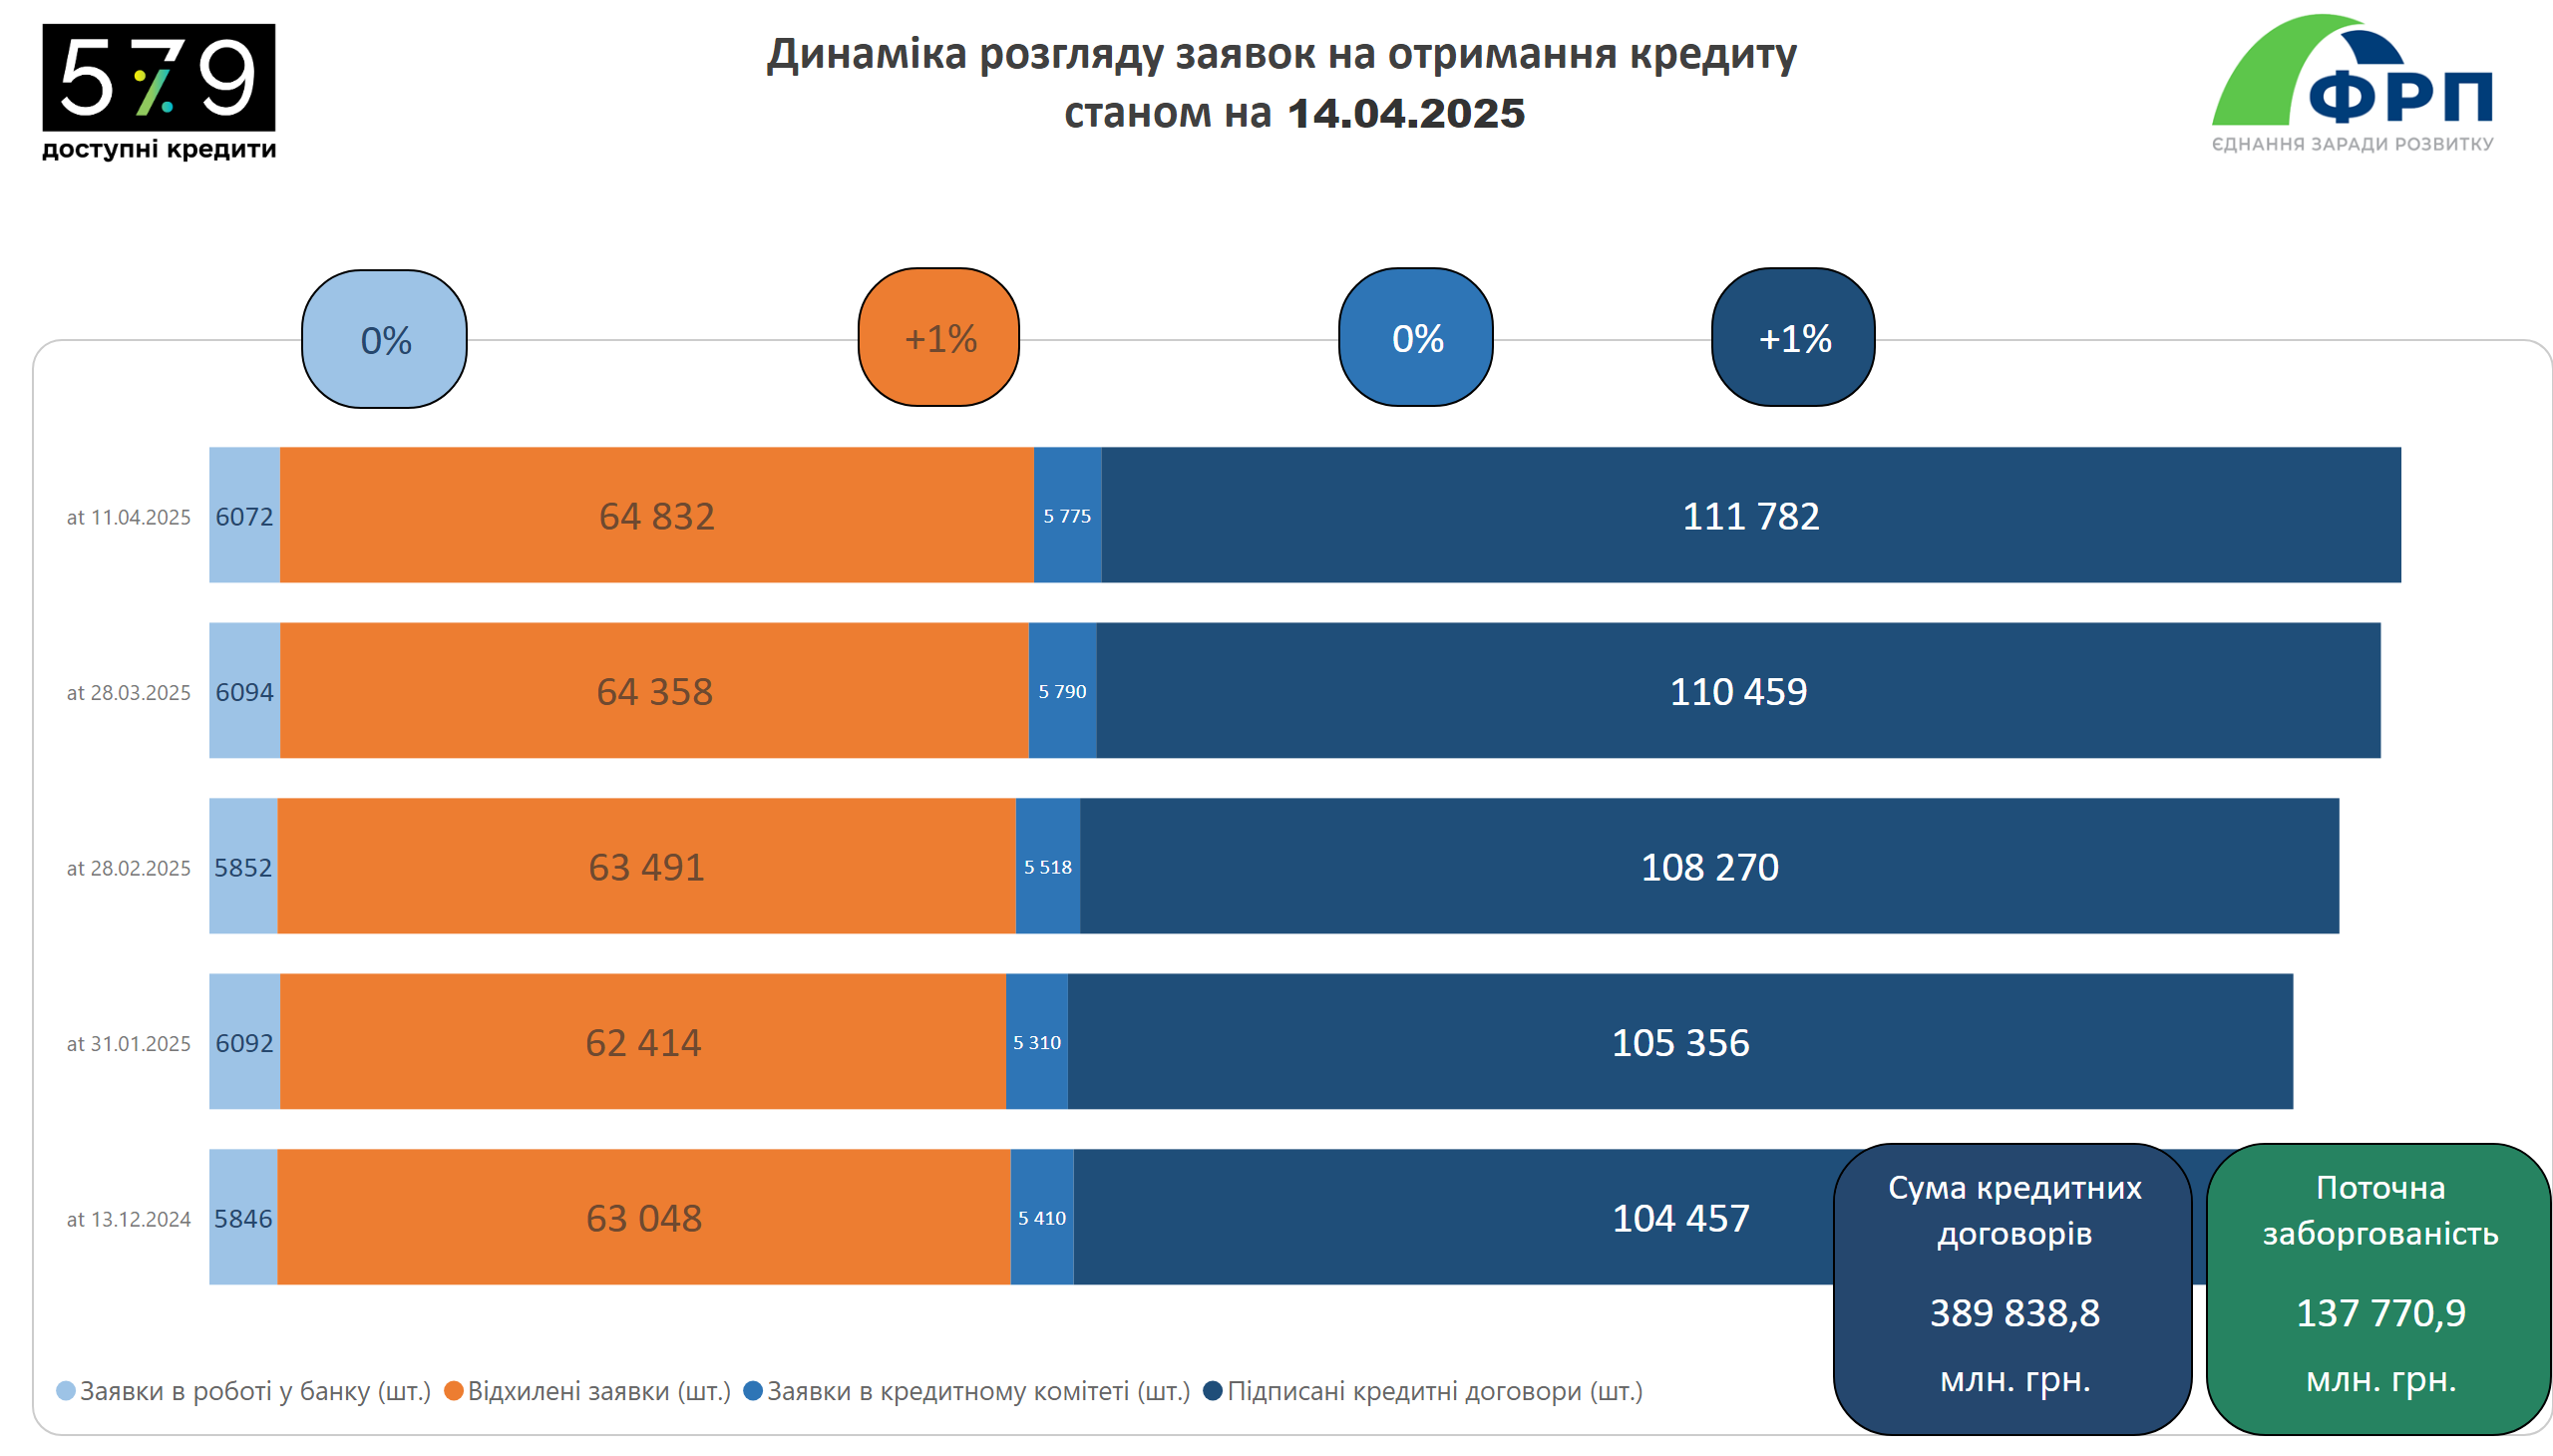 5%7%9
доступні кредити
Динаміка розгляду заявок на отримання кредиту
станом на 14.04.2025
ФРП
ЄДНАННЯ ЗАРАДИ РОЗВИТКУ
0% +1% 0% +1%
at 11.04.2025 6072 64 832 5 775 111 782
at 28.03.2025 6094 64 358 5 790 110 459
at 28.02.2025 5852 63 491 5 518 108 270
at 31.01.2025 6092 62 414 5 310 105 356
at 13.12.2024 5846 63 048 5 410 104 457
Сума кредитних
договорів
389 838,8
млн. грн.
Поточна
заборгованість
137 770,9
млн. грн.
Заявки в роботі у банку (шт.) Відхилені заявки (шт.) Заявки в кредитному комітеті (шт.) Підписані кредитні договори (шт.)